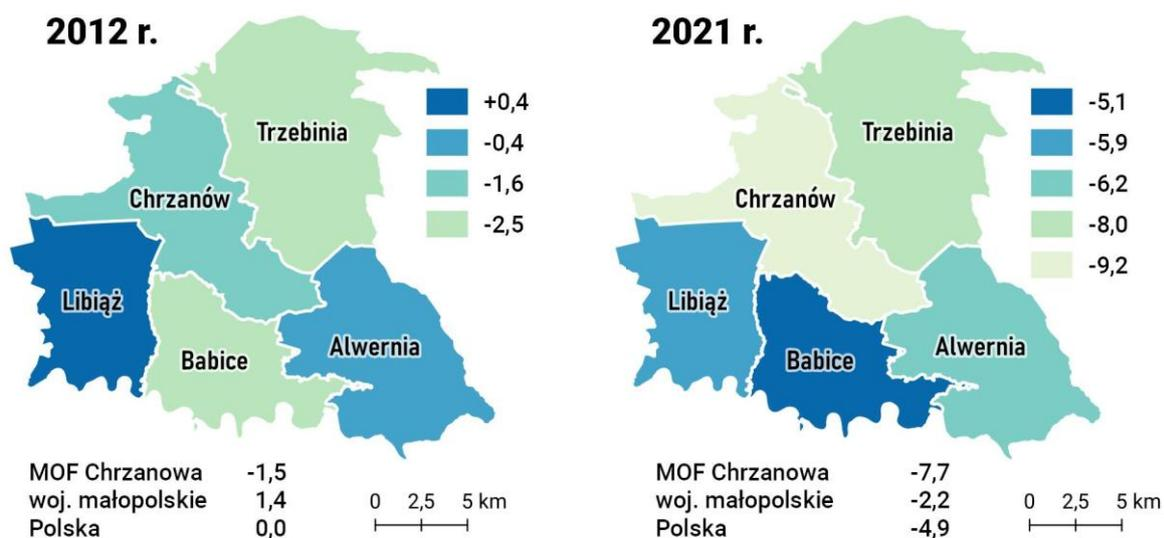 2012 r.
+0,4
-0,4
-1,6
-2,5
Trzebinia
Chrzanów
Libiąż
Babice
Alwernia
MOF Chrzanowa -1,5
woj. małopolskie 1,4
Polska 0,0
0 2,5 5 km
2021 r.
-5,1
-5,9
-6,2
-8,0
-9,2
Trzebinia
Chrzanów
Libiąż
Babice
Alwernia
MOF Chrzanowa -7,7
woj. małopolskie -2,2
Polska -4,9
0 2,5 5 km